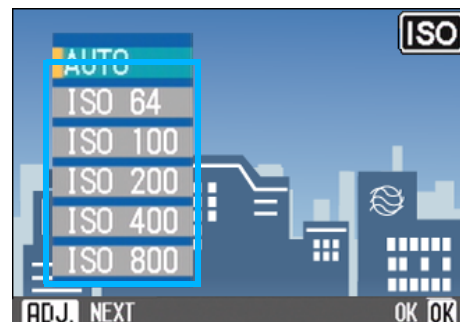 ISO
AUTO
ISO 64
ISO 100
ISO 200
ISO 400
ISO 800
ADJ. NEXT OK OK